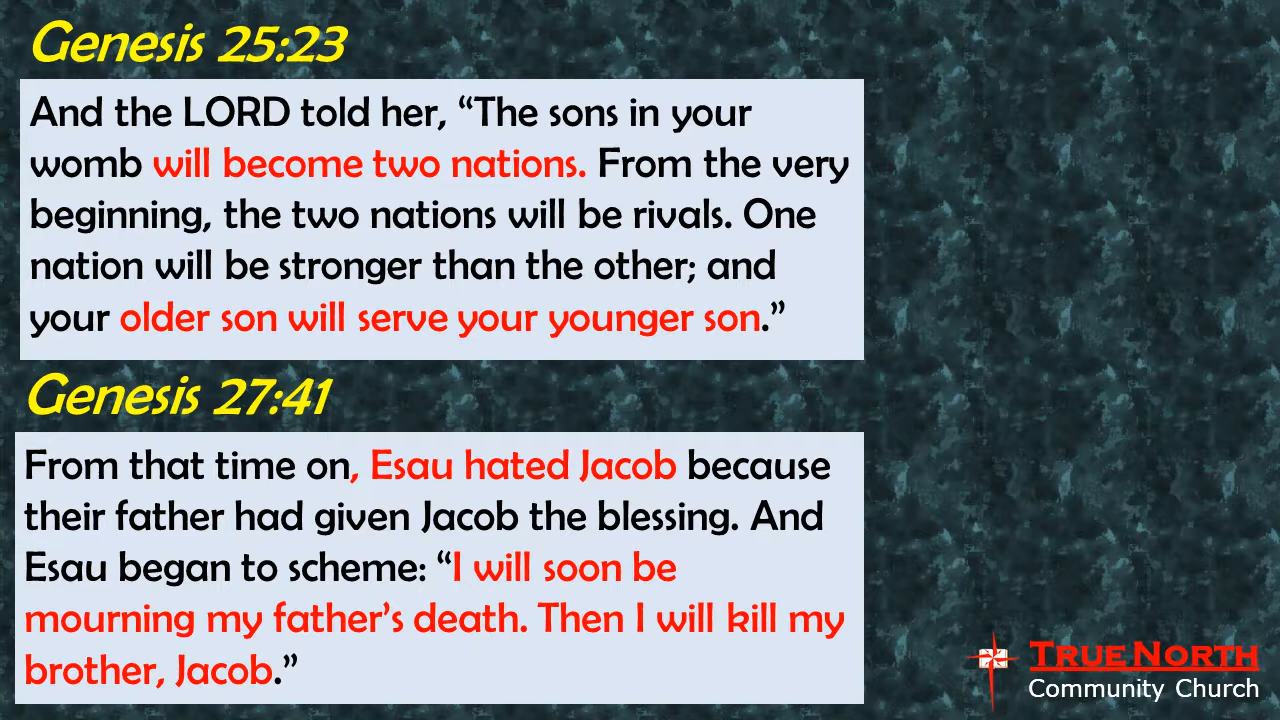 Genesis 25:23
And the LORD told her, “The sons in your
womb will become two nations. From the very
beginning, the two nations will be rivals. One
nation will be stronger than the other; and
your older son will serve your younger son.”
Genesis 27:41
From that time on, Esau hated Jacob because
their father had given Jacob the blessing. And
Esau began to scheme: “I will soon be
mourning my father’s death. Then I will kill my
brother, Jacob.”
TRUE NORTH
Community Church